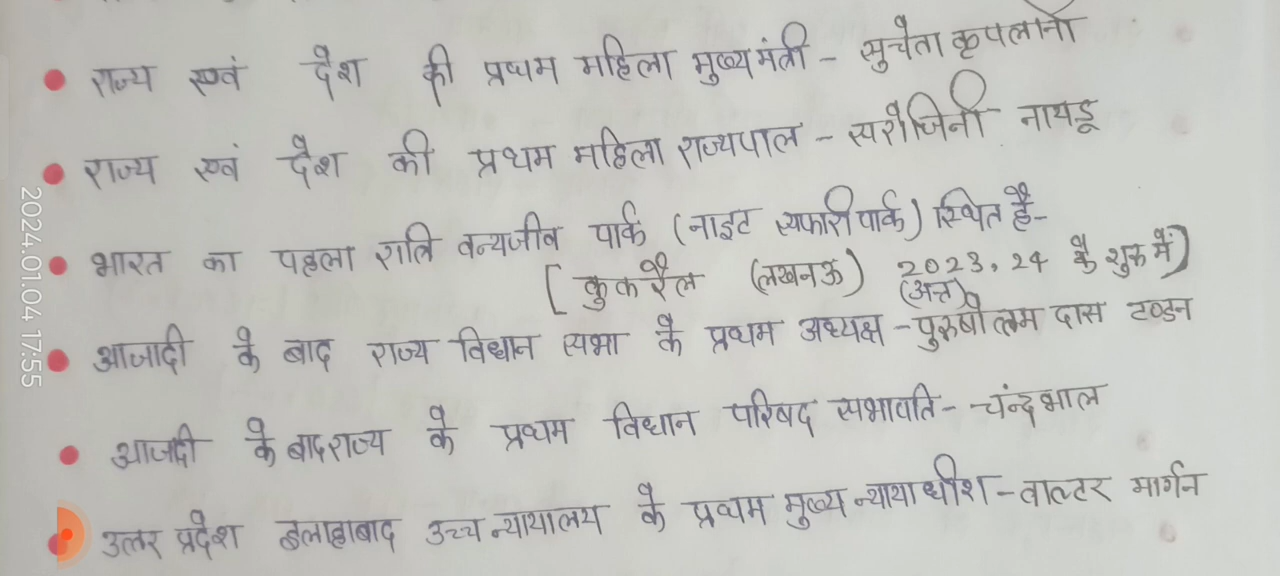 राज्य एवं देश की प्रथम महिला मुख्यमंत्री - सुचेता कृपलानी
राज्य एवं देश की प्रथम महिला राज्यपाल - सरोजिनी नायडू
भारत का पहला रात्रि वन्यजीव पार्क (नाइट सफारी पार्क) स्थित है-
[कुकरैल (लखनऊ) 2023,24 के शुरू में]
(अन्त)
आजादी के बाद राज्य विधान सभा के प्रथम अध्यक्ष - पुरुषोत्तम दास टण्डन
आजादी के बाद राज्य के प्रथम विधान परिषद सभापति - चंन्द्रभाल
उत्तर प्रदेश इलाहाबाद उच्च न्यायालय के प्रथम मुख्य न्यायाधीश - वाल्टर मार्गन
2024.01.04 17:55